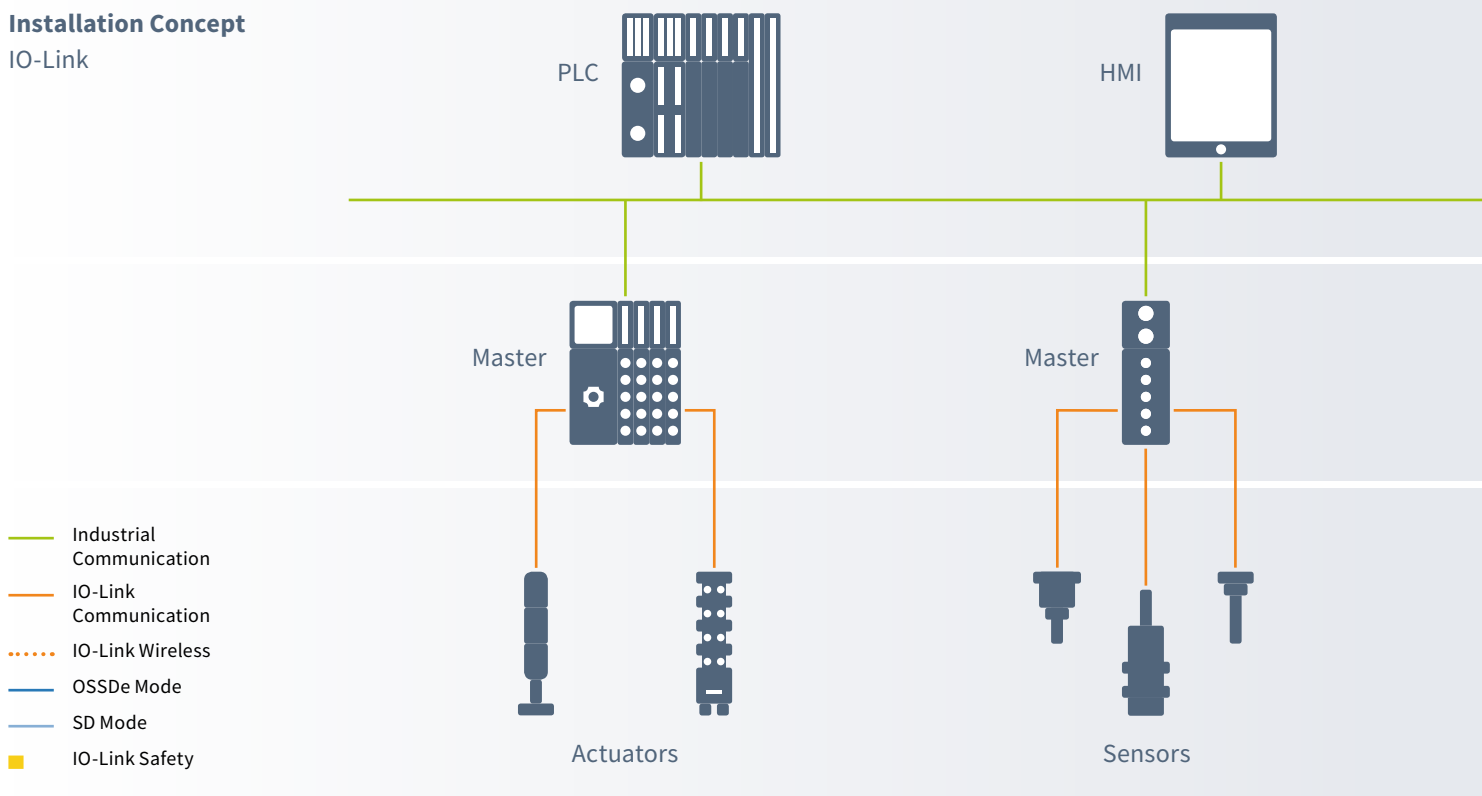 Installation Concept
IO-Link
PLC
HMI
Master
Master
Industrial
Communication
IO-Link
Communication
IO-Link Wireless
OSSDe Mode
SD Mode
IO-Link Safety
Actuators
Sensors